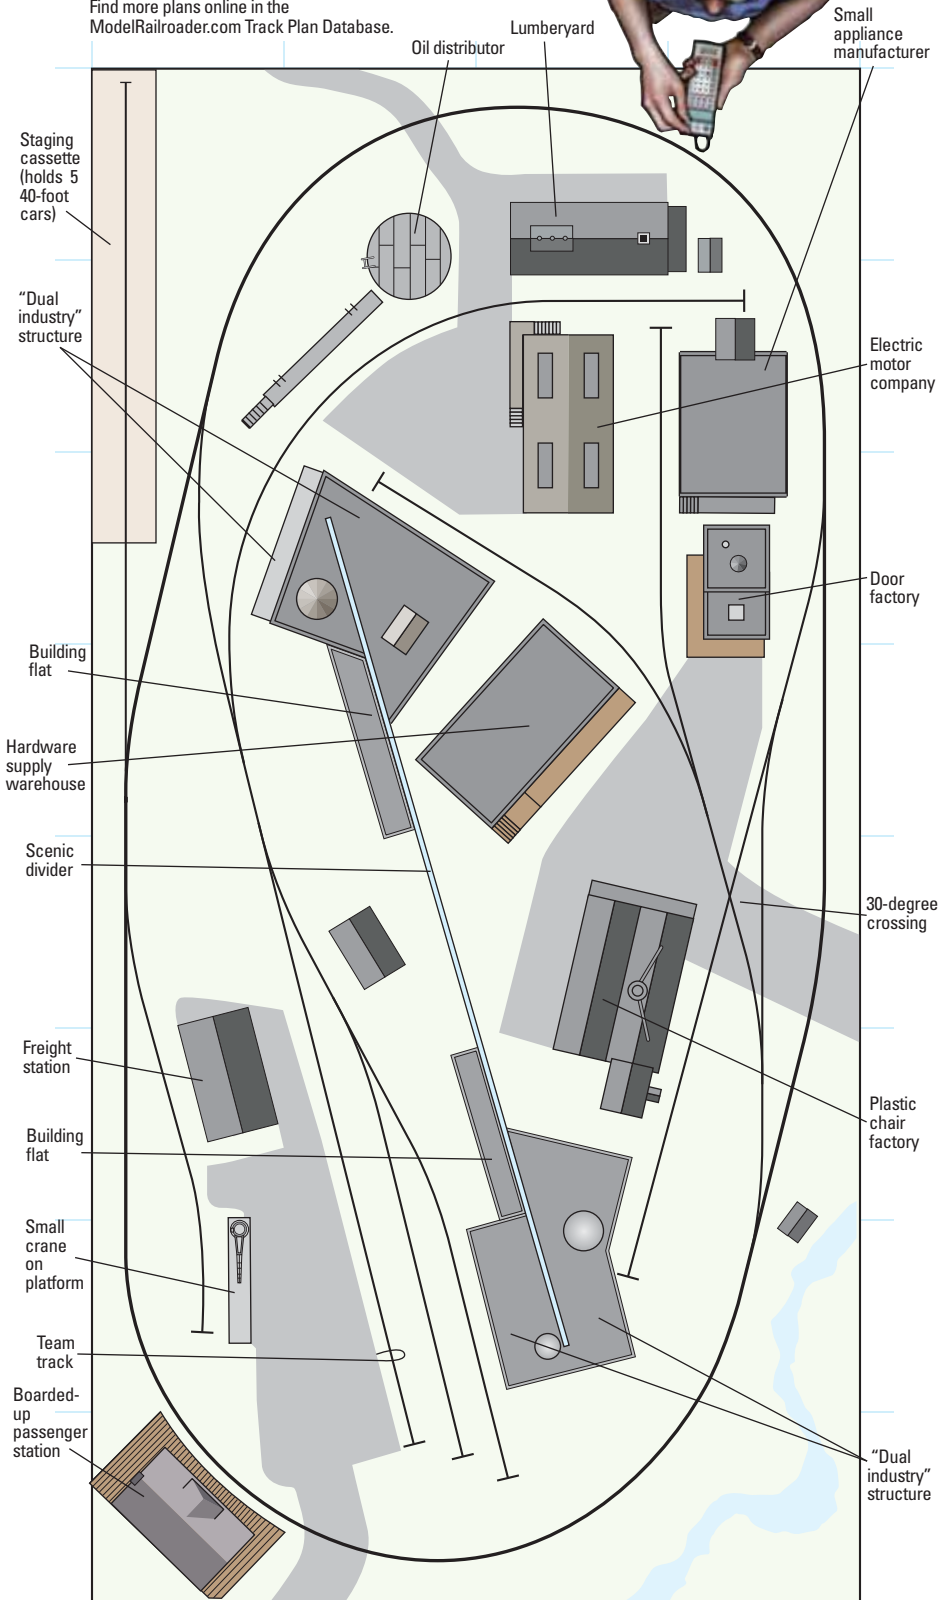 Find more plans online in the
ModelRailroader.com Track Plan Database.
Small
appliance
manufacturer
Lumberyard
Oil distributor
Staging
cassette
(holds 5
40-foot
cars)
“Dual
industry”
structure
Electric
motor
company
Door
factory
Building
flat
Hardware
supply
warehouse
Scenic
divider
30-degree
crossing
Freight
station
Plastic
chair
factory
Building
flat
Small
crane
on
platform
Team
track
Boarded-
up
passenger
station
“Dual
industry”
structure